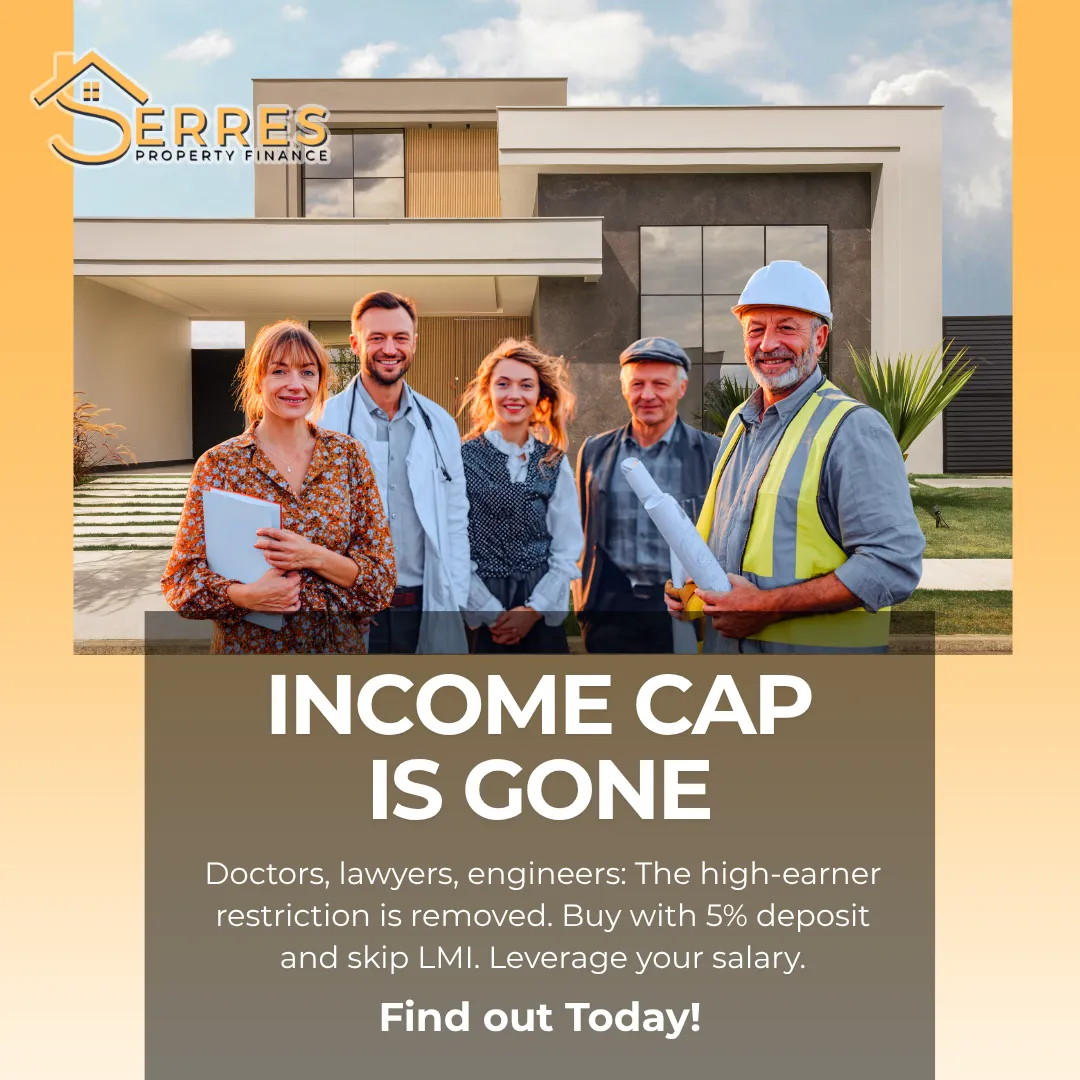 SERRES
PROPERTY FINANCE
INCOME CAP
IS GONE
Doctors, lawyers, engineers: The high-earner
restriction is removed. Buy with 5% deposit
and skip LMI. Leverage your salary.
Find out Today!